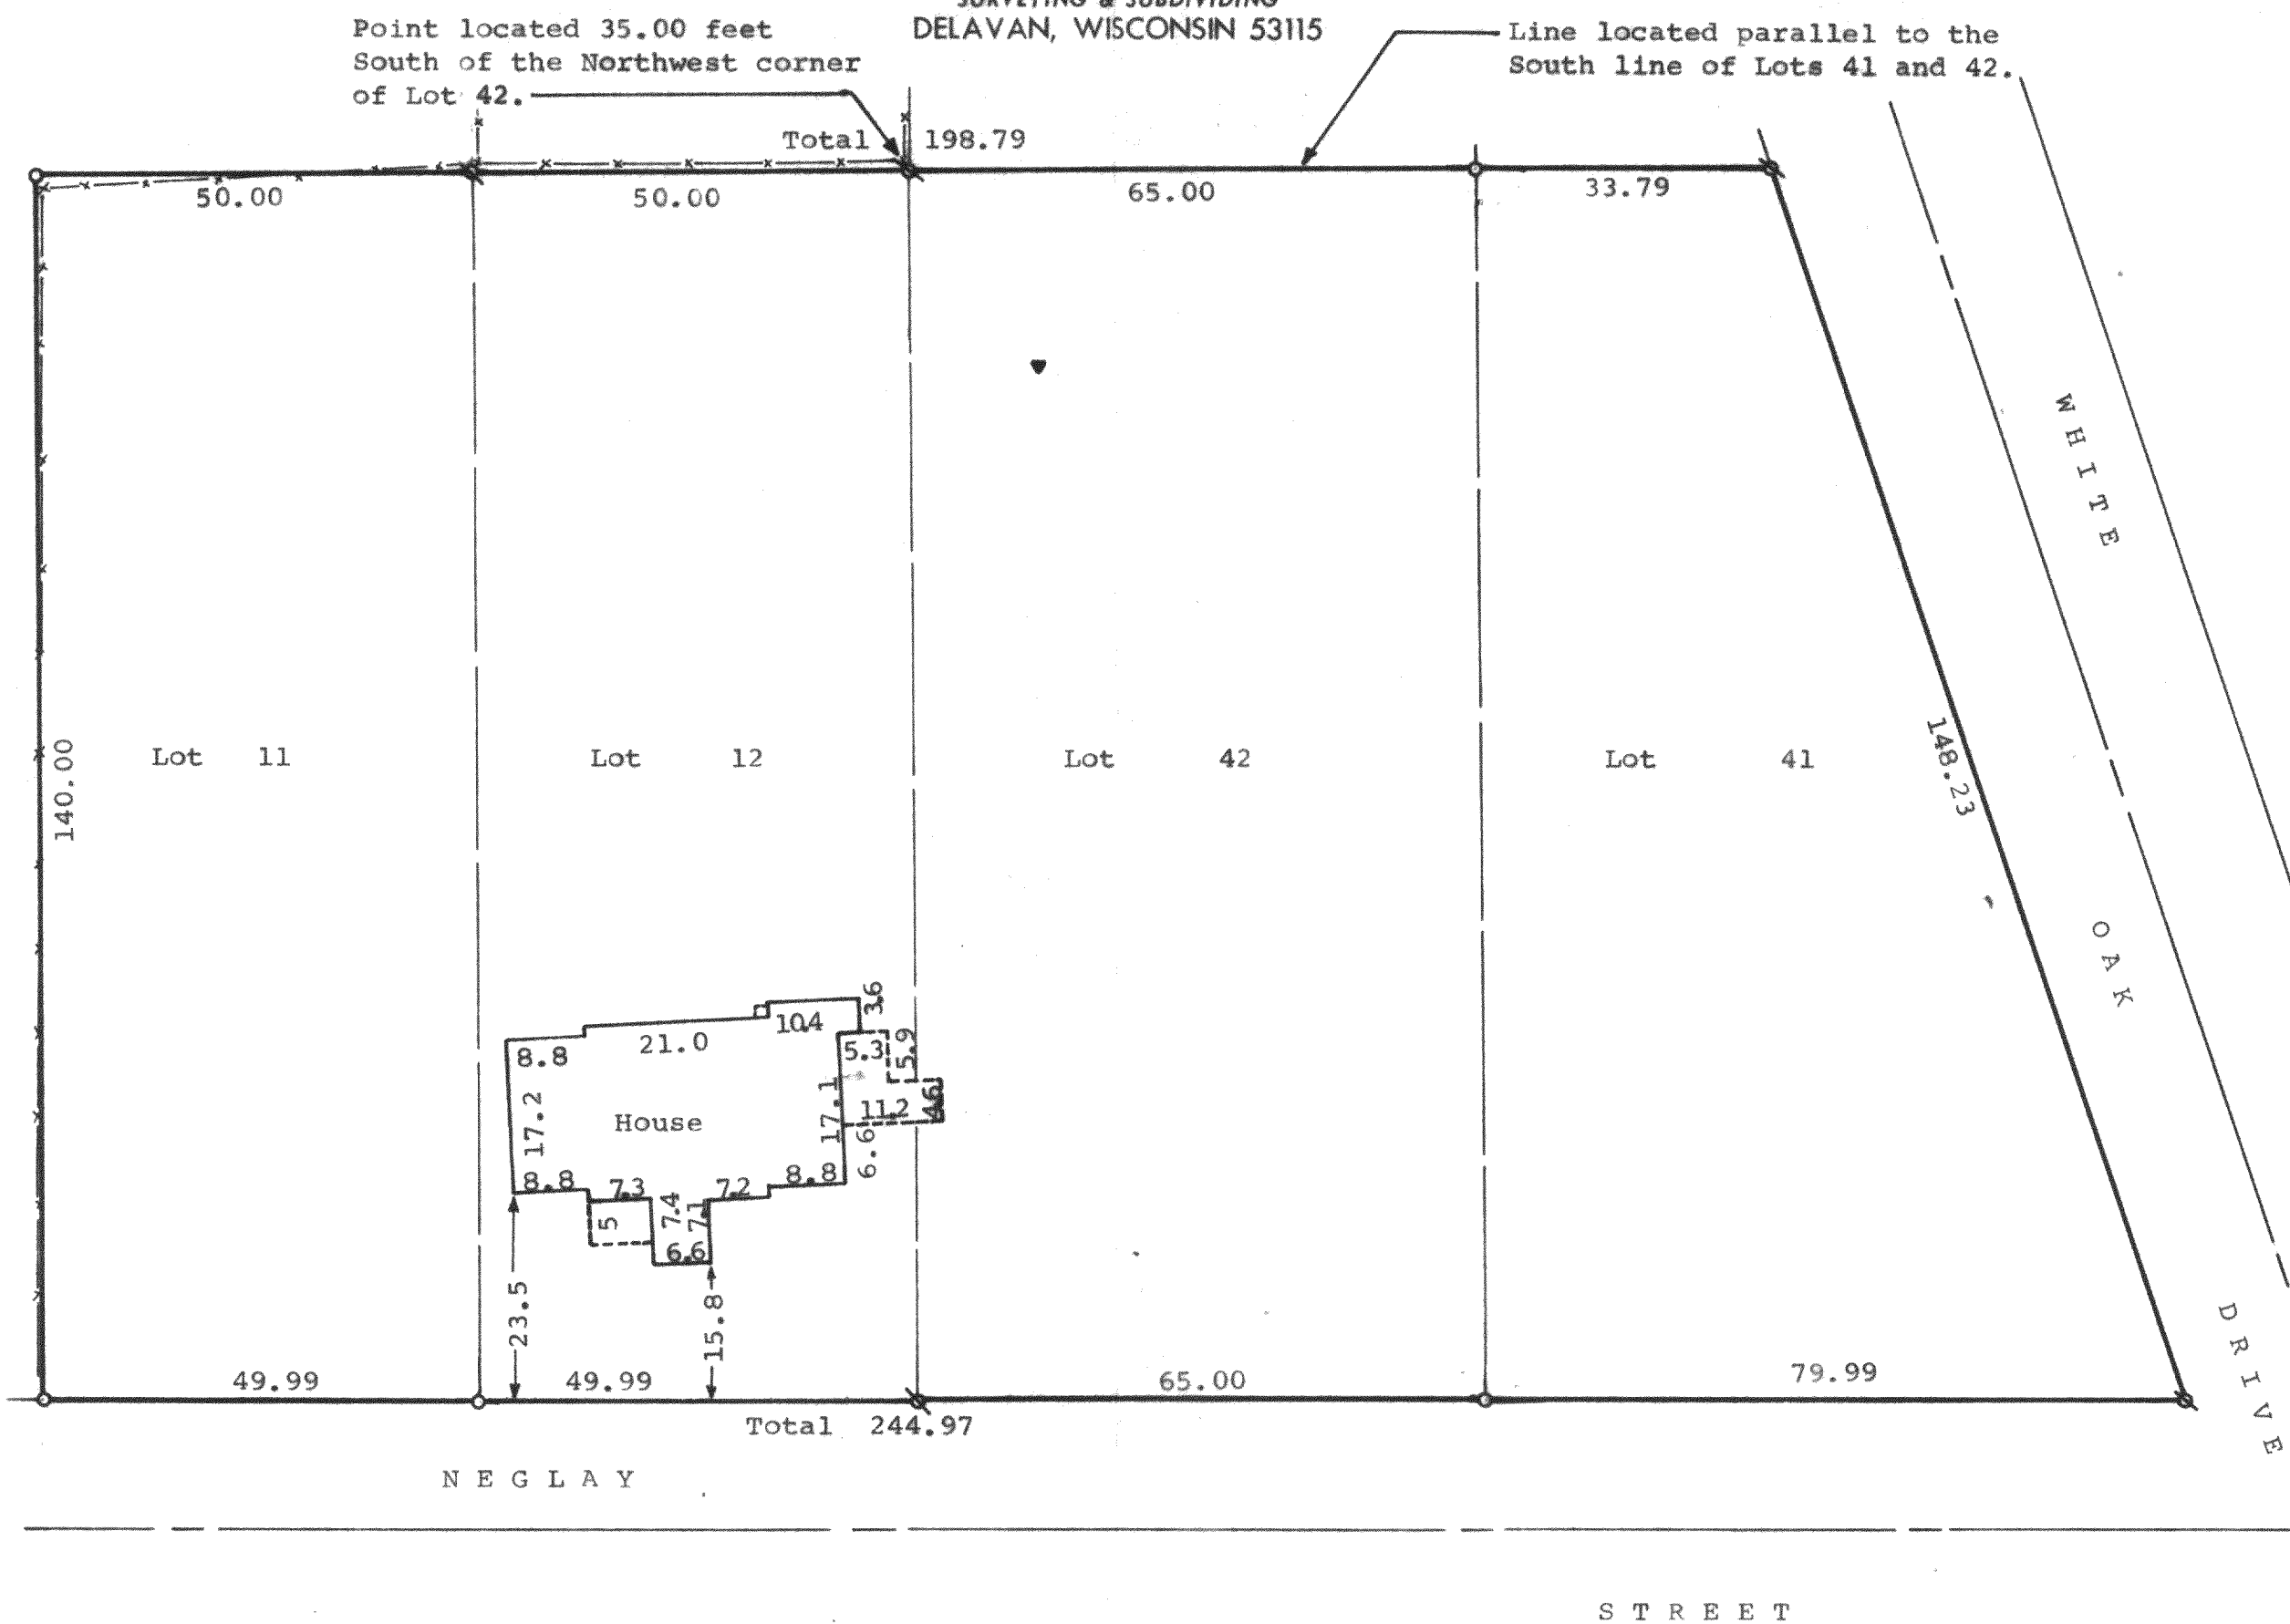 SURVEYING & SUBDIVIDING
DELAVAN, WISCONSIN 53115
Point located 35.00 feet
South of the Northwest corner
of Lot 42.
Line located parallel to the
South line of Lots 41 and 42.
Total 198.79
50.00
50.00
65.00
33.79
WHITE
OAK
DRIVE
140.00
Lot 11
Lot 12
Lot 42
Lot 41
148.23
3.6
10.4
21.0
8.8
5.3
5.9
17.2
House
17.1
11.2
4.6
6.6
8.8
7.3
7.4
7.1
7.2
8.8
5
6.6
23.5
15.8
49.99
49.99
65.00
79.99
Total 244.97
NEGLAY
STREET